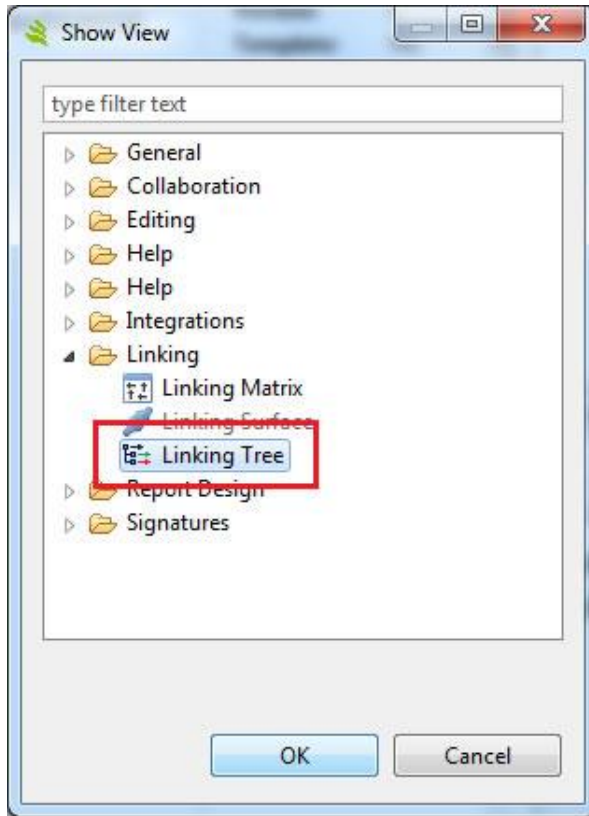 Show View
type filter text
General
Collaboration
Editing
Help
Help
Integrations
Linking
Linking Matrix
Linking Surface
Linking Tree
Report Design
Signatures
OK
Cancel